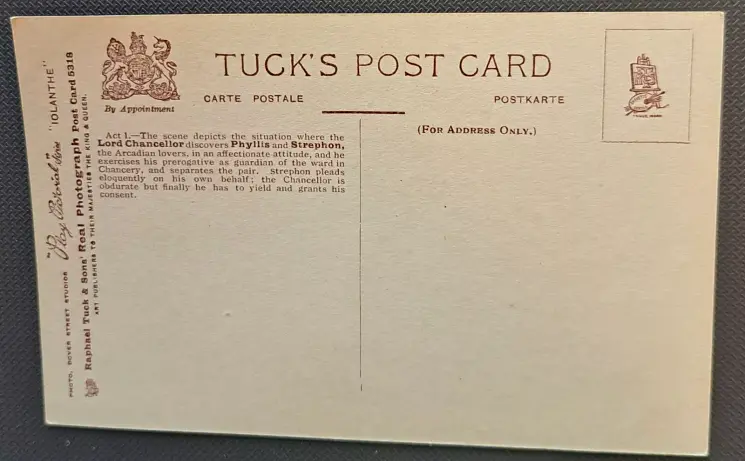 TUCK'S POST CARD
By Appointment
CARTE POSTALE
POSTKARTE
(FOR ADDRESS ONLY.)
Act 1.—The scene depicts the situation where the
Lord Chancellor discovers Phyllis and Strephon,
the Arcadian lovers, in an affectionate attitude, and he
exercises his prerogative as guardian of the ward in
Chancery, and separates the pair. Strephon pleads
eloquently on his own behalf; the Chancellor is
obdurate but finally he has to yield and grants his
consent.
PHOTO, DOVER STREET STUDIOS
"Play Pictorial" Series "IOLANTHE"
Raphael Tuck & Sons' Real Photograph Post Card 5318
ART PUBLISHERS TO THEIR MAJESTIES THE KING & QUEEN.
TRADE MARK